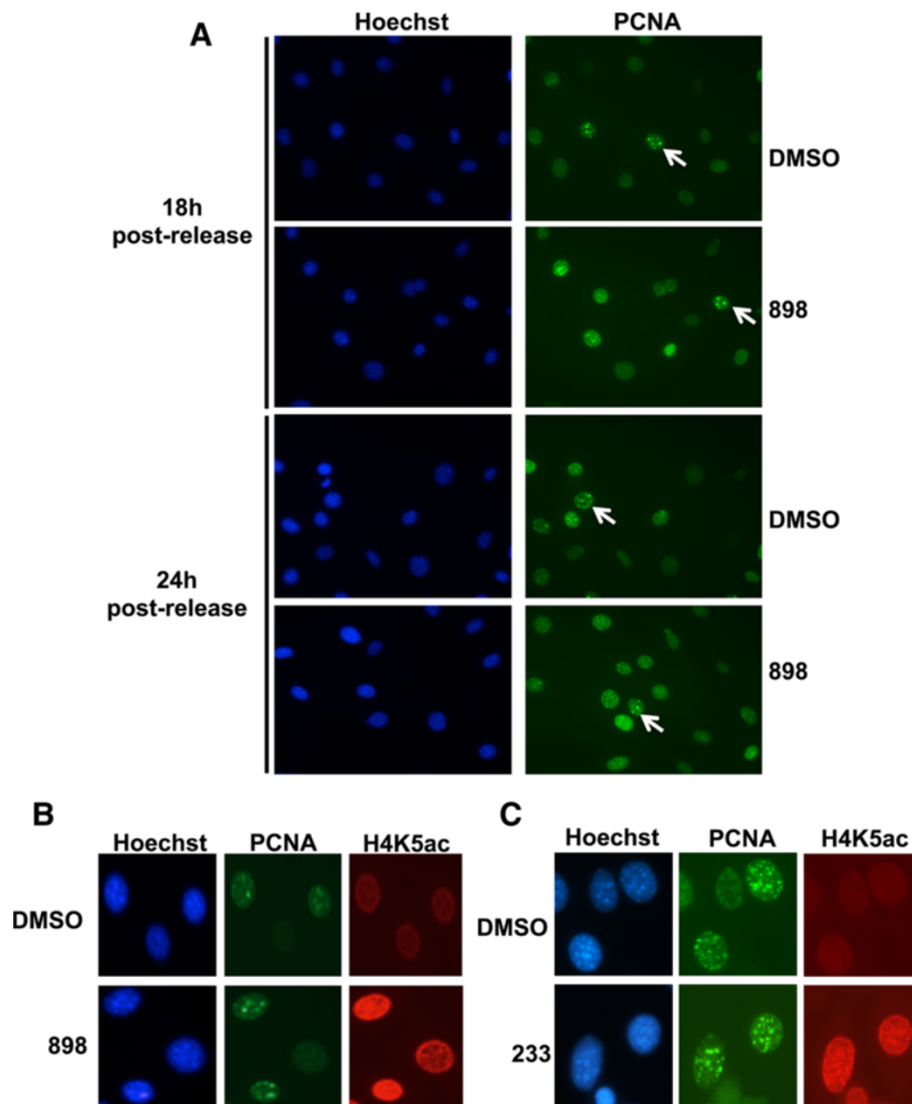 A
Hoechst
PCNA
18h
post-release
DMSO
898
24h
post-release
DMSO
898
B
Hoechst
PCNA
H4K5ac
DMSO
898
C
Hoechst
PCNA
H4K5ac
DMSO
233